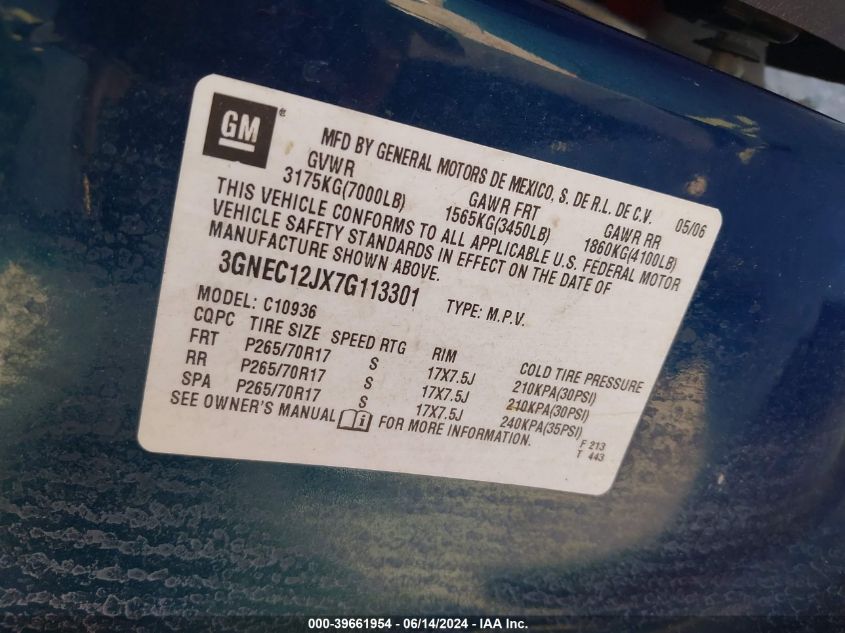 GM®
MFD BY GENERAL MOTORS DE MEXICO, S. DE R.L. DE C.V. 05/06
GVWR GAWR FRT GAWR RR
3175KG(7000LB) 1565KG(3450LB) 1860KG(4100LB)
THIS VEHICLE CONFORMS TO ALL APPLICABLE U.S. FEDERAL MOTOR
VEHICLE SAFETY STANDARDS IN EFFECT ON THE DATE OF
MANUFACTURE SHOWN ABOVE.
3GNEC12JX7G113301 TYPE: M.P.V.
MODEL: C10936
CQPC TIRE SIZE SPEED RTG RIM COLD TIRE PRESSURE
FRT P265/70R17 S 17X7.5J 210KPA(30PSI)
RR P265/70R17 S 17X7.5J 210KPA(30PSI)
SPA P265/70R17 S 17X7.5J 240KPA(35PSI)
SEE OWNER'S MANUAL FOR MORE INFORMATION.
F 213
T 443
000-39661954 - 06/14/2024 - IAA Inc.